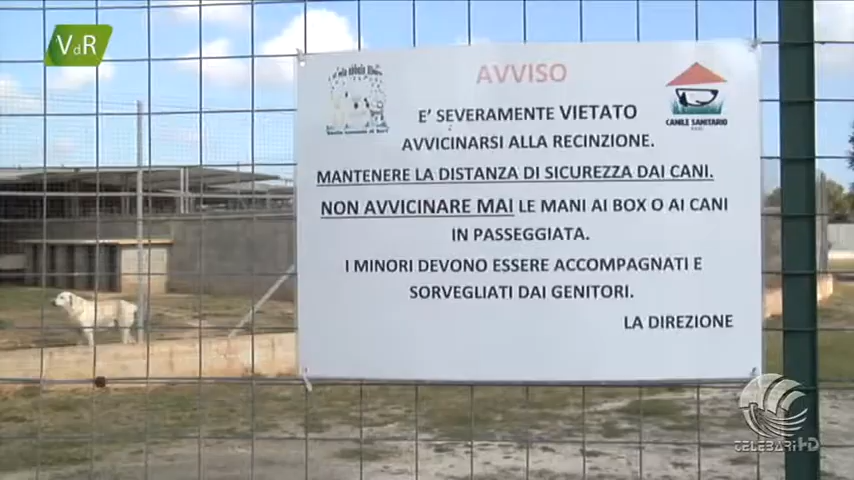 VdR
AVVISO
E' SEVERAMENTE VIETATO
AVVICINARSI ALLA RECINZIONE.
MANTENERE LA DISTANZA DI SICUREZZA DAI CANI.
NON AVVICINARE MAI LE MANI AI BOX O AI CANI
IN PASSEGGIATA.
I MINORI DEVONO ESSERE ACCOMPAGNATI E
SORVEGLIATI DAI GENITORI.
LA DIREZIONE
CANILE SANITARIO
TELEBARI HD